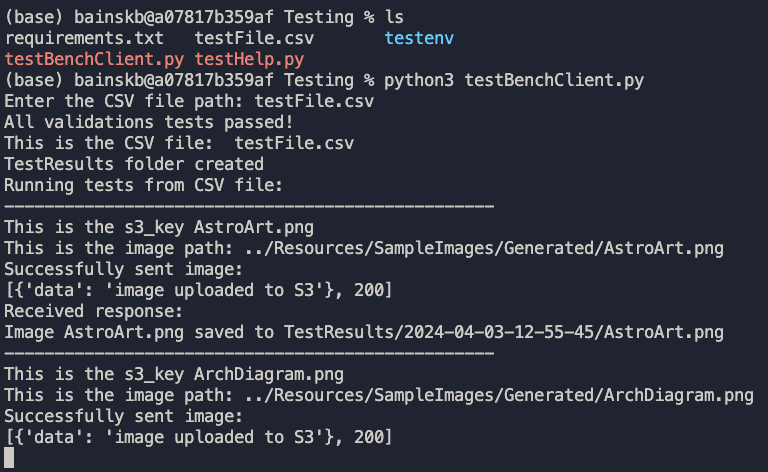 (base) bainskb@a07817b359af Testing % ls
requirements.txt testFile.csv testenv
testBenchClient.py testHelp.py
(base) bainskb@a07817b359af Testing % python3 testBenchClient.py
Enter the CSV file path: testFile.csv
All validations tests passed!
This is the CSV file:  testFile.csv
TestResults folder created
Running tests from CSV file:
-------------------------------------------------
This is the s3_key AstroArt.png
This is the image path: ../Resources/SampleImages/Generated/AstroArt.png
Successfully sent image:
[{'data': 'image uploaded to S3'}, 200]
Received response:
Image AstroArt.png saved to TestResults/2024-04-03-12-55-45/AstroArt.png
-------------------------------------------------
This is the s3_key ArchDiagram.png
This is the image path: ../Resources/SampleImages/Generated/ArchDiagram.png
Successfully sent image:
[{'data': 'image uploaded to S3'}, 200]